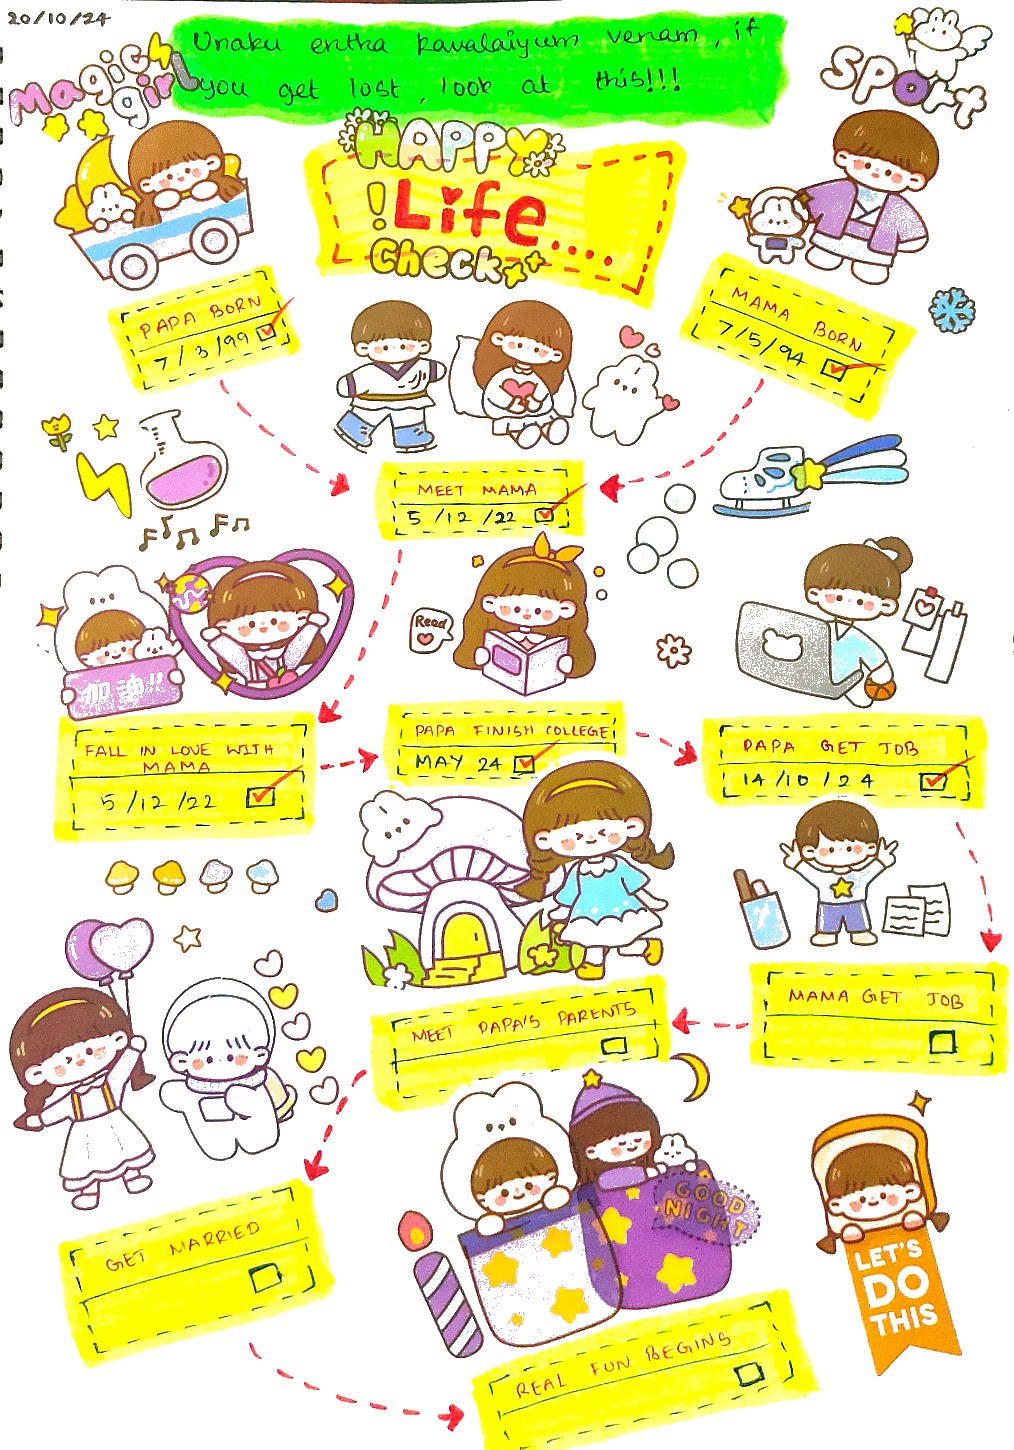 20/10/24
Unaku entha kavalaiyum venam, if
you get lost, look at this!!!
Magic
girl
SPORT
HAPPY
!Life...
Check
PAPA BORN
7/3/99
MAMA BORN
7/5/94
MEET MAMA
5/12/22
Read
加油!!
FALL IN LOVE WITH
MAMA
5/12/22
PAPA FINISH COLLEGE
MAY 24
PAPA GET JOB
14/10/24
MAMA GET JOB
MEET PAPA'S PARENTS
GET MARRIED
GOOD
NIGHT
LET'S
DO
THIS
REAL FUN BEGINS